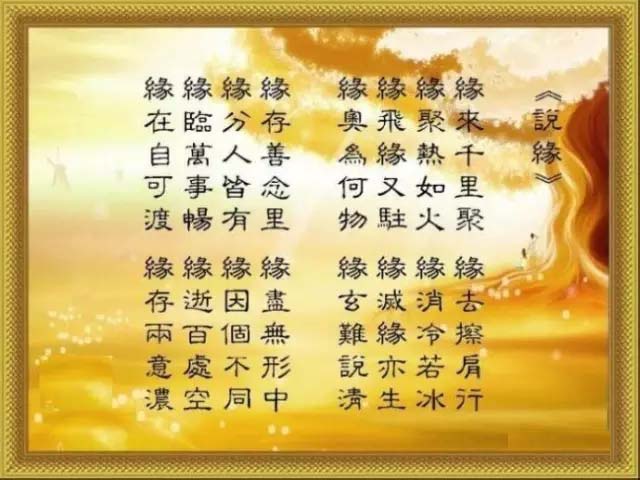 《說緣》
緣來千里聚
緣去擦肩行
緣聚熱如火
緣消冷若冰
緣飛緣又駐
緣滅緣亦生
緣奧為何物
緣玄難說清
緣存善念里
緣盡無形中
緣分人皆有
緣因個不同
緣臨萬事暢
緣逝百處空
緣在自可渡
緣存兩意濃